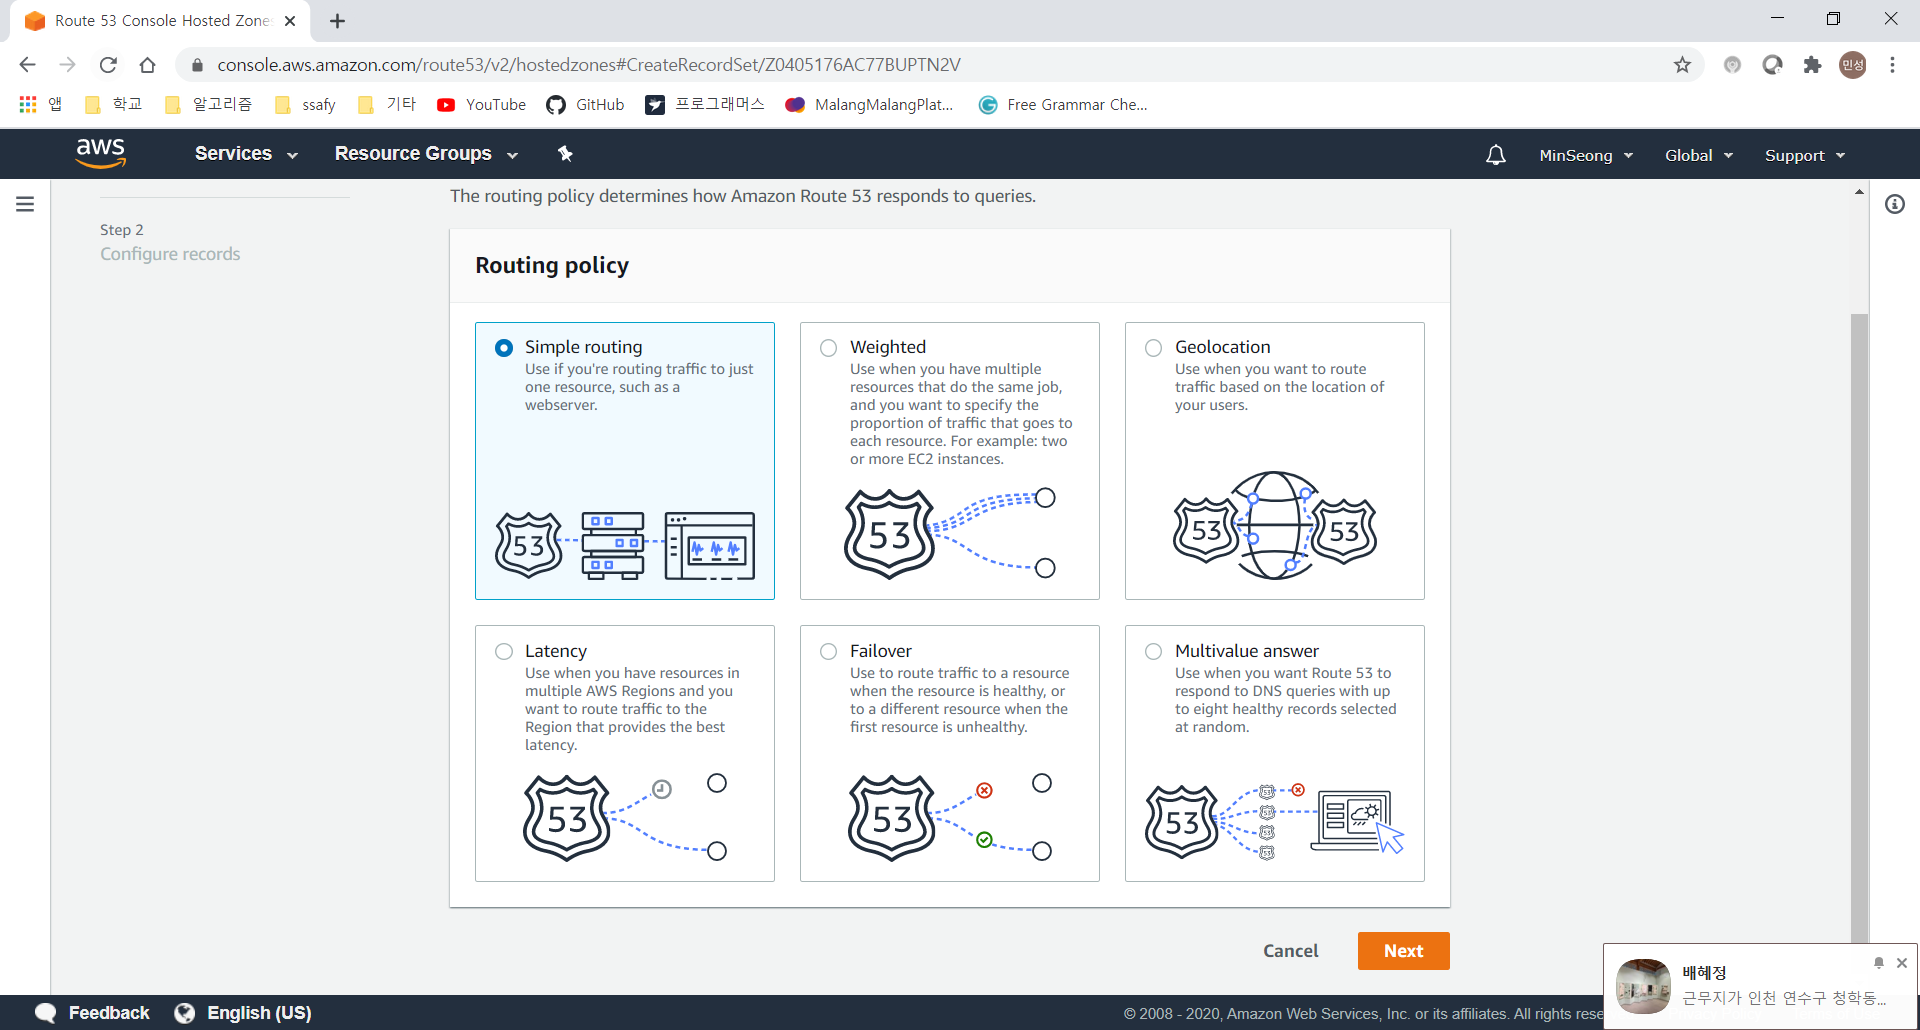 Route 53 Console Hosted Zone
console.aws.amazon.com/route53/v2/hostedzones#CreateRecordSet/Z0405176AC77BUPTN2V
민성
앱 학교 알고리즘 ssafy 기타 YouTube GitHub 프로그래머스 MalangMalangPlat... Free Grammar Che...
aws Services Resource Groups MinSeong Global Support
The routing policy determines how Amazon Route 53 responds to queries.
Step 2
Configure records
Routing policy
Simple routing
Use if you're routing traffic to just
one resource, such as a
webserver.
53
Weighted
Use when you have multiple
resources that do the same job,
and you want to specify the
proportion of traffic that goes to
each resource. For example: two
or more EC2 instances.
53
Geolocation
Use when you want to route
traffic based on the location of
your users.
53 53
Latency
Use when you have resources in
multiple AWS Regions and you
want to route traffic to the
Region that provides the best
latency.
53
Failover
Use to route traffic to a resource
when the resource is healthy, or
to a different resource when the
first resource is unhealthy.
53
Multivalue answer
Use when you want Route 53 to
respond to DNS queries with up
to eight healthy records selected
at random.
53
53
53
53
53
Cancel Next
배혜정
근무지가 인천 연수구 청학동...
Feedback English (US) © 2008 - 2020, Amazon Web Services, Inc. or its affiliates. All rights rese